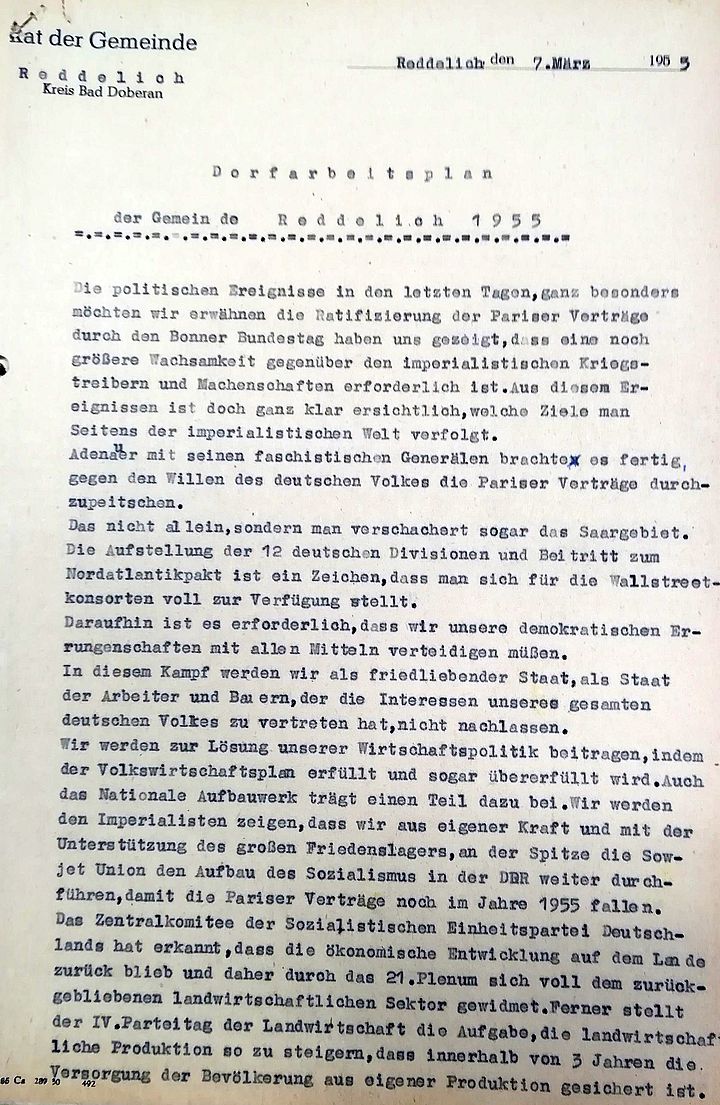 Rat der Gemeinde
Reddelich
Kreis Bad Doberan
Reddelich den 7.März 1955
Dorfarbeitsplan
der Gemeinde Reddelich 1955
=.=.=.=.=.=.=.=.=.=.=.=.=.=.=.=.=.=.=.=.=.=.=.=.=.=
Die politischen Ereignisse in den letzten Tagen,ganz besonders
möchten wir erwähnen die Ratifizierung der Pariser Verträge
durch den Bonner Bundestag haben uns gezeigt,dass eine noch
größere Wachsamkeit gegenüber den imperialistischen Kriegs-
treibern und Machenschaften erforderlich ist.Aus diesem Er-
eignissen ist doch ganz klar ersichtlich,welche Ziele man
Seitens der imperialistischen Welt verfolgt.
Adenauer mit seinen faschistischen Generälen brachte es fertig,
gegen den Willen des deutschen Volkes die Pariser Verträge durch-
zupeitschen.
Das nicht allein,sondern man verschachert sogar das Saargebiet.
Die Aufstellung der 12 deutschen Divisionen und Beitritt zum
Nordatlantikpakt ist ein Zeichen,dass man sich für die Wallstreet-
konsorten voll zur Verfügung stellt.
Daraufhin ist es erforderlich,dass wir unsere demokratischen Er-
rungenschaften mit allen Mitteln verteidigen müßen.
In diesem Kampf werden wir als friedliebender Staat,als Staat
der Arbeiter und Bauern,der die Interessen unseres gesamten
deutschen Volkes zu vertreten hat,nicht nachlassen.
Wir werden zur Lösung unserer Wirtschaftspolitik beitragen,indem
der Volkswirtschaftsplan erfüllt und sogar übererfüllt wird.Auch
das Nationale Aufbauwerk trägt einen Teil dazu bei.Wir werden
den Imperialisten zeigen,dass wir aus eigener Kraft und mit der
Unterstützung des großen Friedenslagers,an der Spitze die Sow-
jet Union den Aufbau des Sozialismus in der DDR weiter durch-
führen,damit die Pariser Verträge noch im Jahre 1955 fallen.
Das Zentralkomitee der Sozialistischen Einheitspartei Deutsch-
lands hat erkannt,dass die ökonomische Entwicklung auf dem Lande
zurück blieb und daher durch das 21.Plenum sich voll dem zurück-
gebliebenen landwirtschaftlichen Sektor gewidmet.Ferner stellt
der IV.Parteitag der Landwirtschaft die Aufgabe,die landwirtschaft
liche Produktion so zu steigern,dass innerhalb von 3 Jahren die
Versorgung der Bevölkerung aus eigener Produktion gesichert ist.
Cs 289 50 492